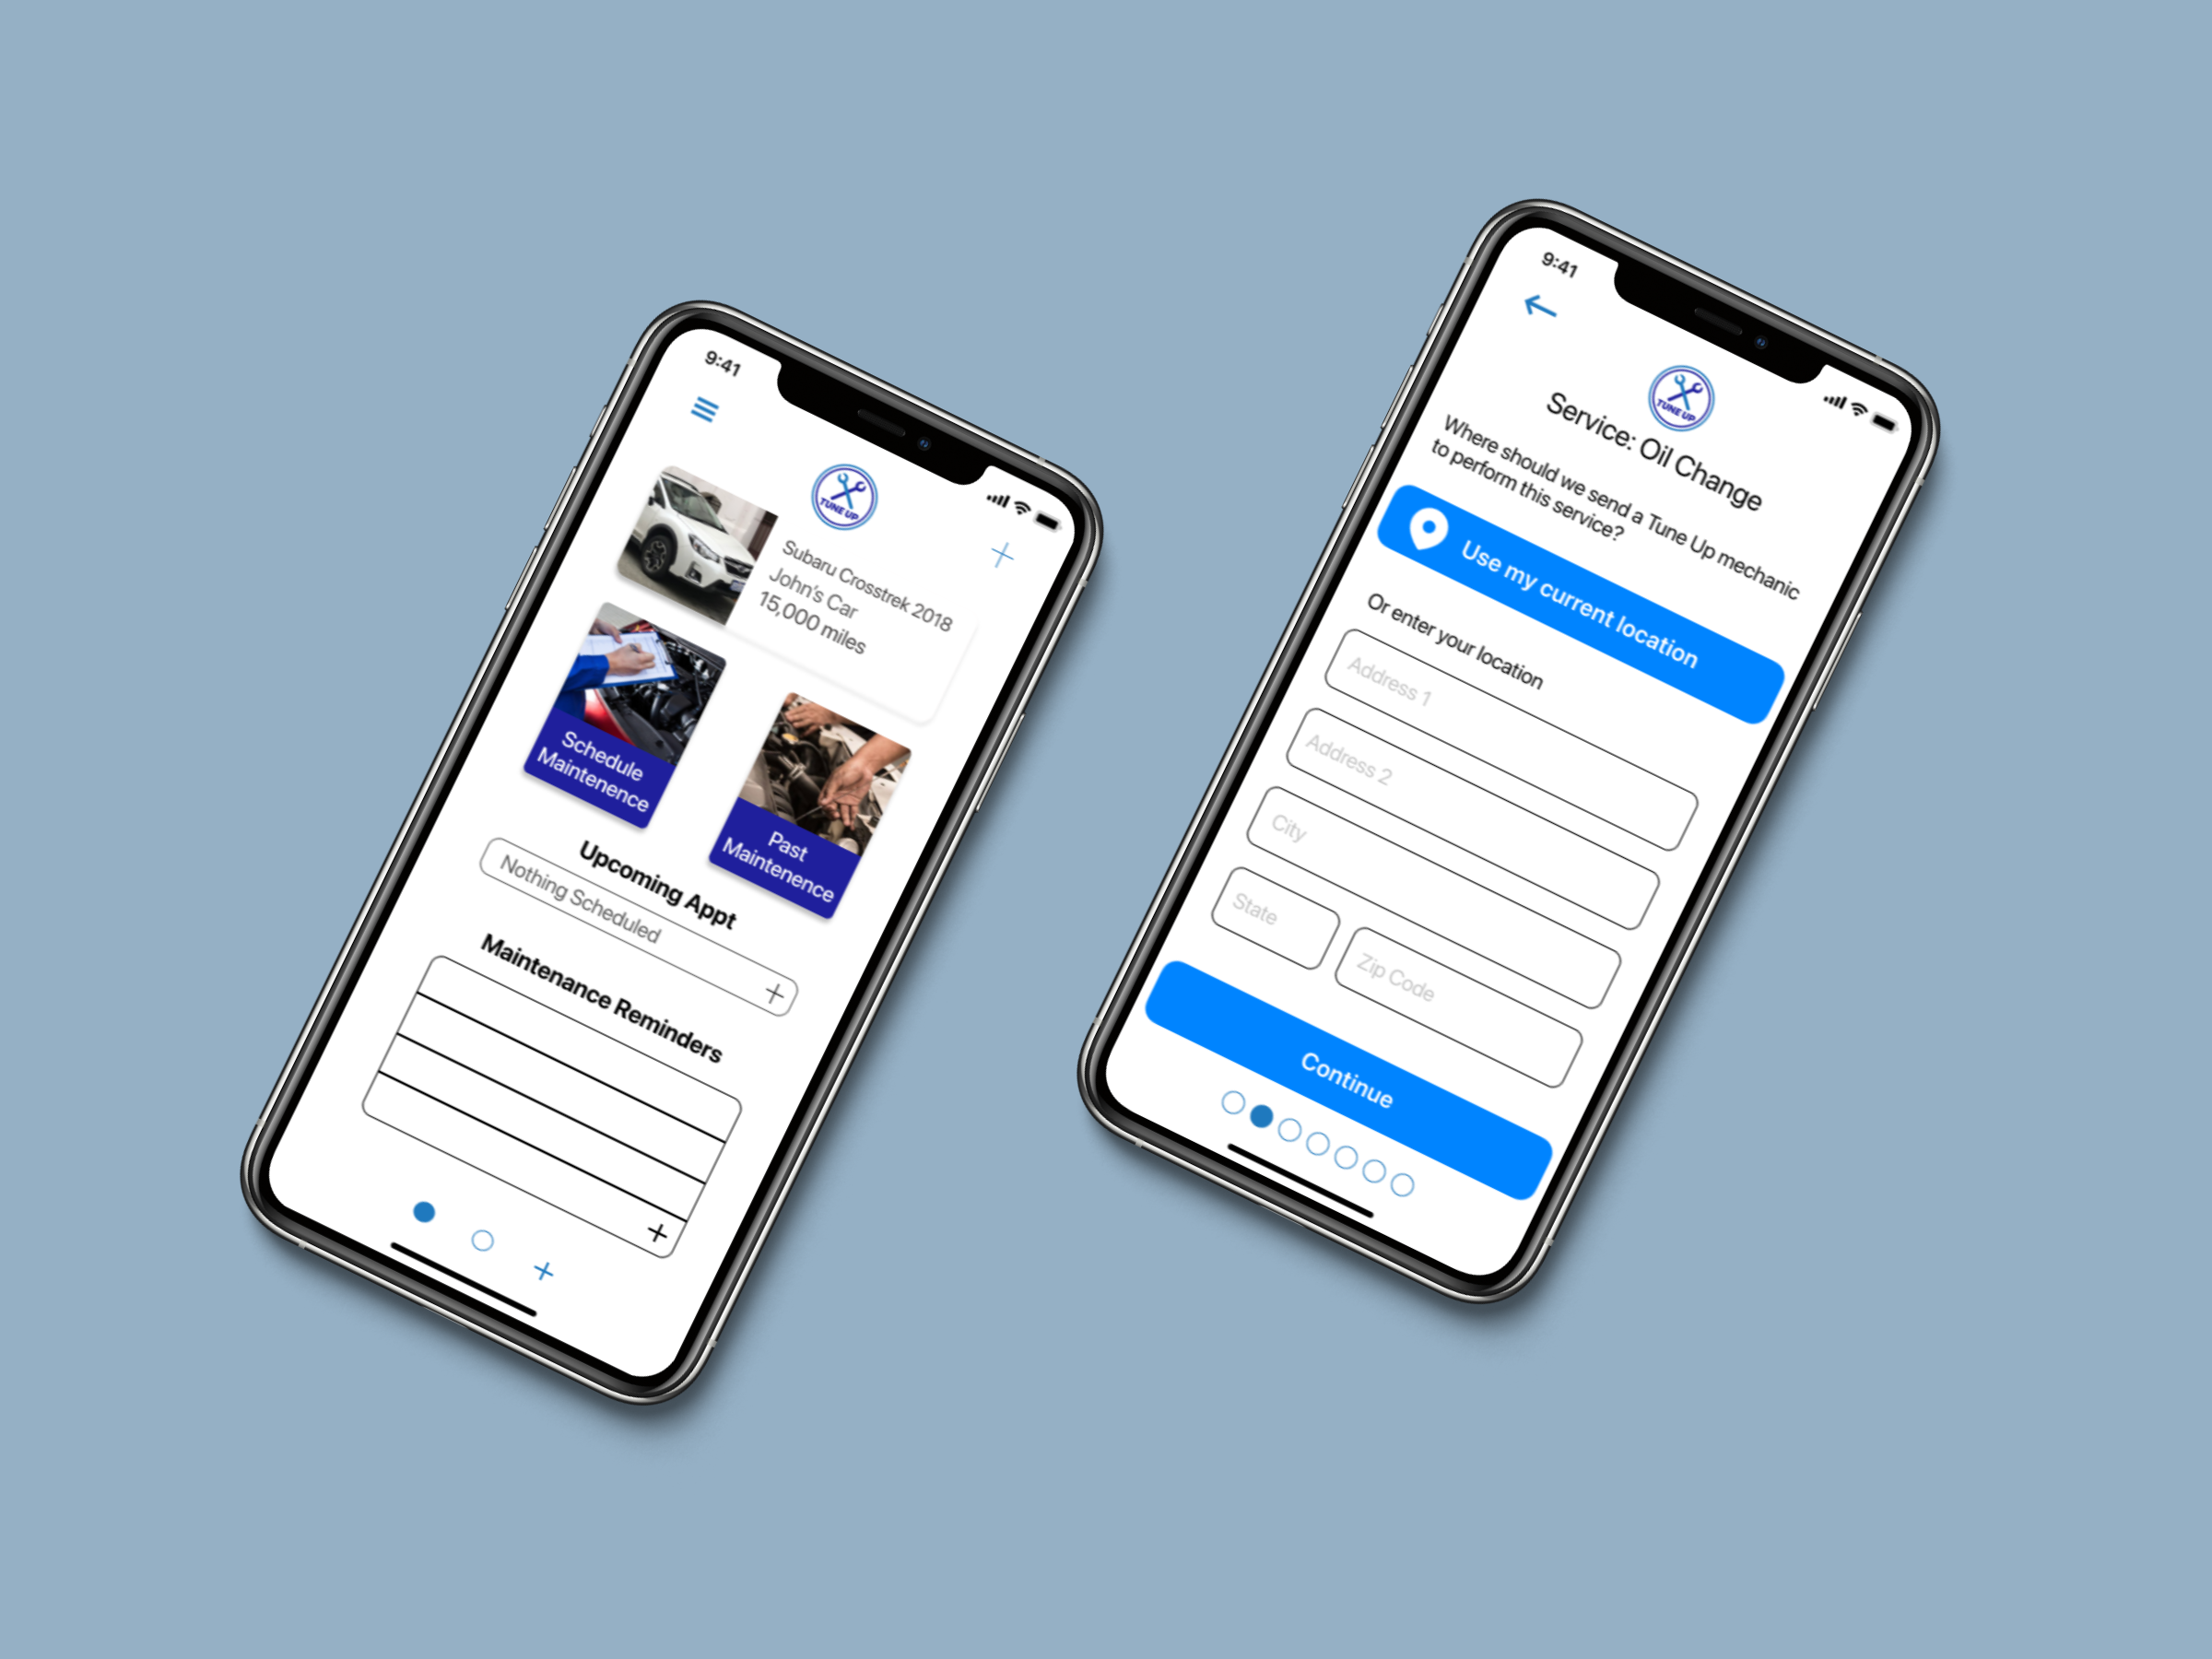 9:41
TUNE UP
Subaru Crosstrek 2018
John's Car
15,000 miles
Schedule
Maintenence
Past
Maintenence
Upcoming Appt
Nothing Scheduled
Maintenance Reminders
9:41
TUNE UP
Service: Oil Change
Where should we send a Tune Up mechanic
to perform this service?
Use my current location
Or enter your location
Address 1
Address 2
City
State
Zip Code
Continue